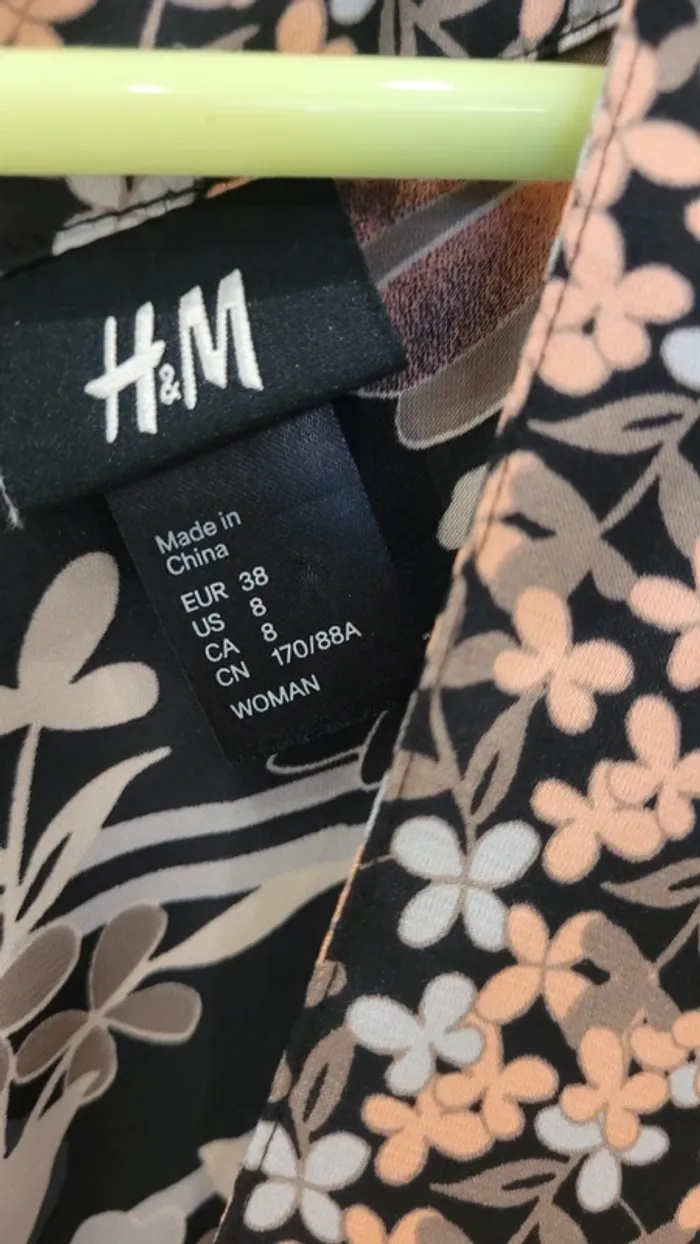 H&M
Made in
China
EUR 38
US 8
CA 8
CN 170/88A
WOMAN